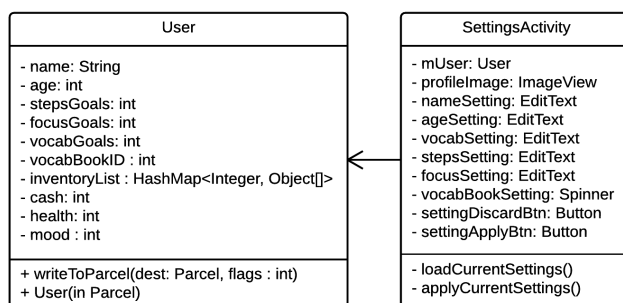 User
- name: String
- age: int
- stepsGoals: int
- focusGoals: int
- vocabGoals: int
- vocabBookID : int
- inventoryList : HashMap<Integer, Object[]>
- cash: int
- health: int
- mood : int
+ writeToParcel(dest: Parcel, flags : int)
+ User(in Parcel)
SettingsActivity
- mUser: User
- profileImage: ImageView
- nameSetting: EditText
- ageSetting: EditText
- vocabSetting: EditText
- stepsSetting: EditText
- focusSetting: EditText
- vocabBookSetting: Spinner
- settingDiscardBtn: Button
- settingApplyBtn: Button
- loadCurrentSettings()
- applyCurrentSettings()